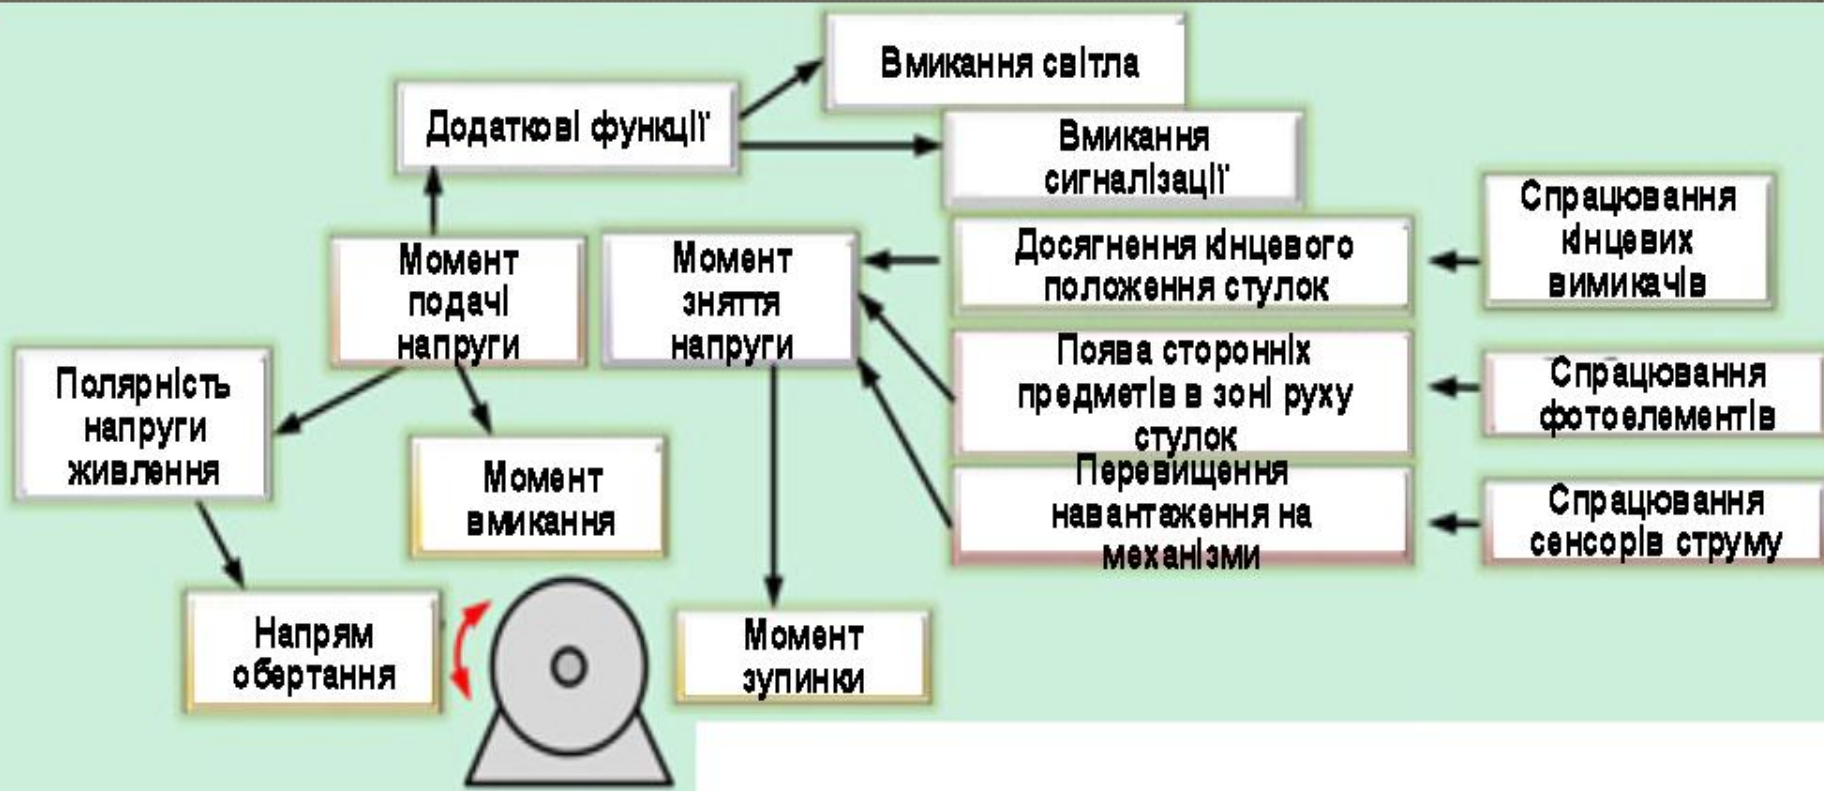 Вмикання світла
Додаткові функції
Вмикання
сигналізації
Спрацювання
кінцевих
вимикачів
Момент
подачі
напруги
Момент
зняття
напруги
Досягнення кінцевого
положення стулок
Поява сторонніх
предметів в зоні руху
стулок
Спрацювання
фотоелементів
Полярність
напруги
живлення
Момент
вмикання
Перевищення
навантаження на
механізми
Спрацювання
сенсорів струму
Напрям
обертання
Момент
зупинки